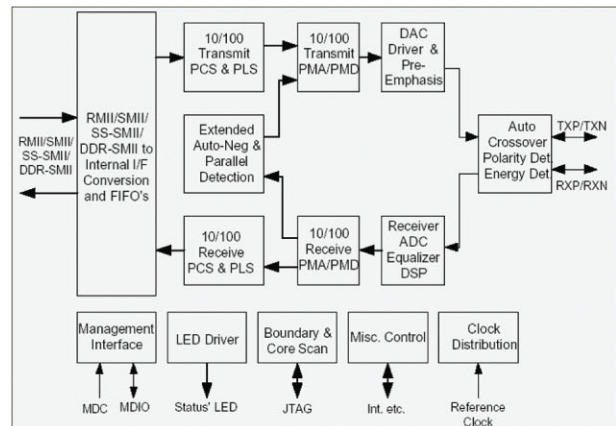 10/100
Transmit
PCS & PLS
10/100
Transmit
PMA/PMD
DAC
Driver &
Pre-
Emphasis
RMII/SMII/
SS-SMII/
DDR-SMII
RMII/SMII/
SS-SMII/
DDR-SMII to
Internal I/F
Conversion
and FIFO's
Extended
Auto-Neg &
Parallel
Detection
Auto
Crossover
Polarity Det.
Energy Det.
TXP/TXN
RXP/RXN
10/100
Receive
PCS & PLS
10/100
Receive
PMA/PMD
Receiver
ADC
Equalizer
DSP
Management
Interface
LED Driver
Boundary &
Core Scan
Misc. Control
Clock
Distribution
MDC
MDIO
Status' LED
JTAG
Int. etc.
Reference
Clock